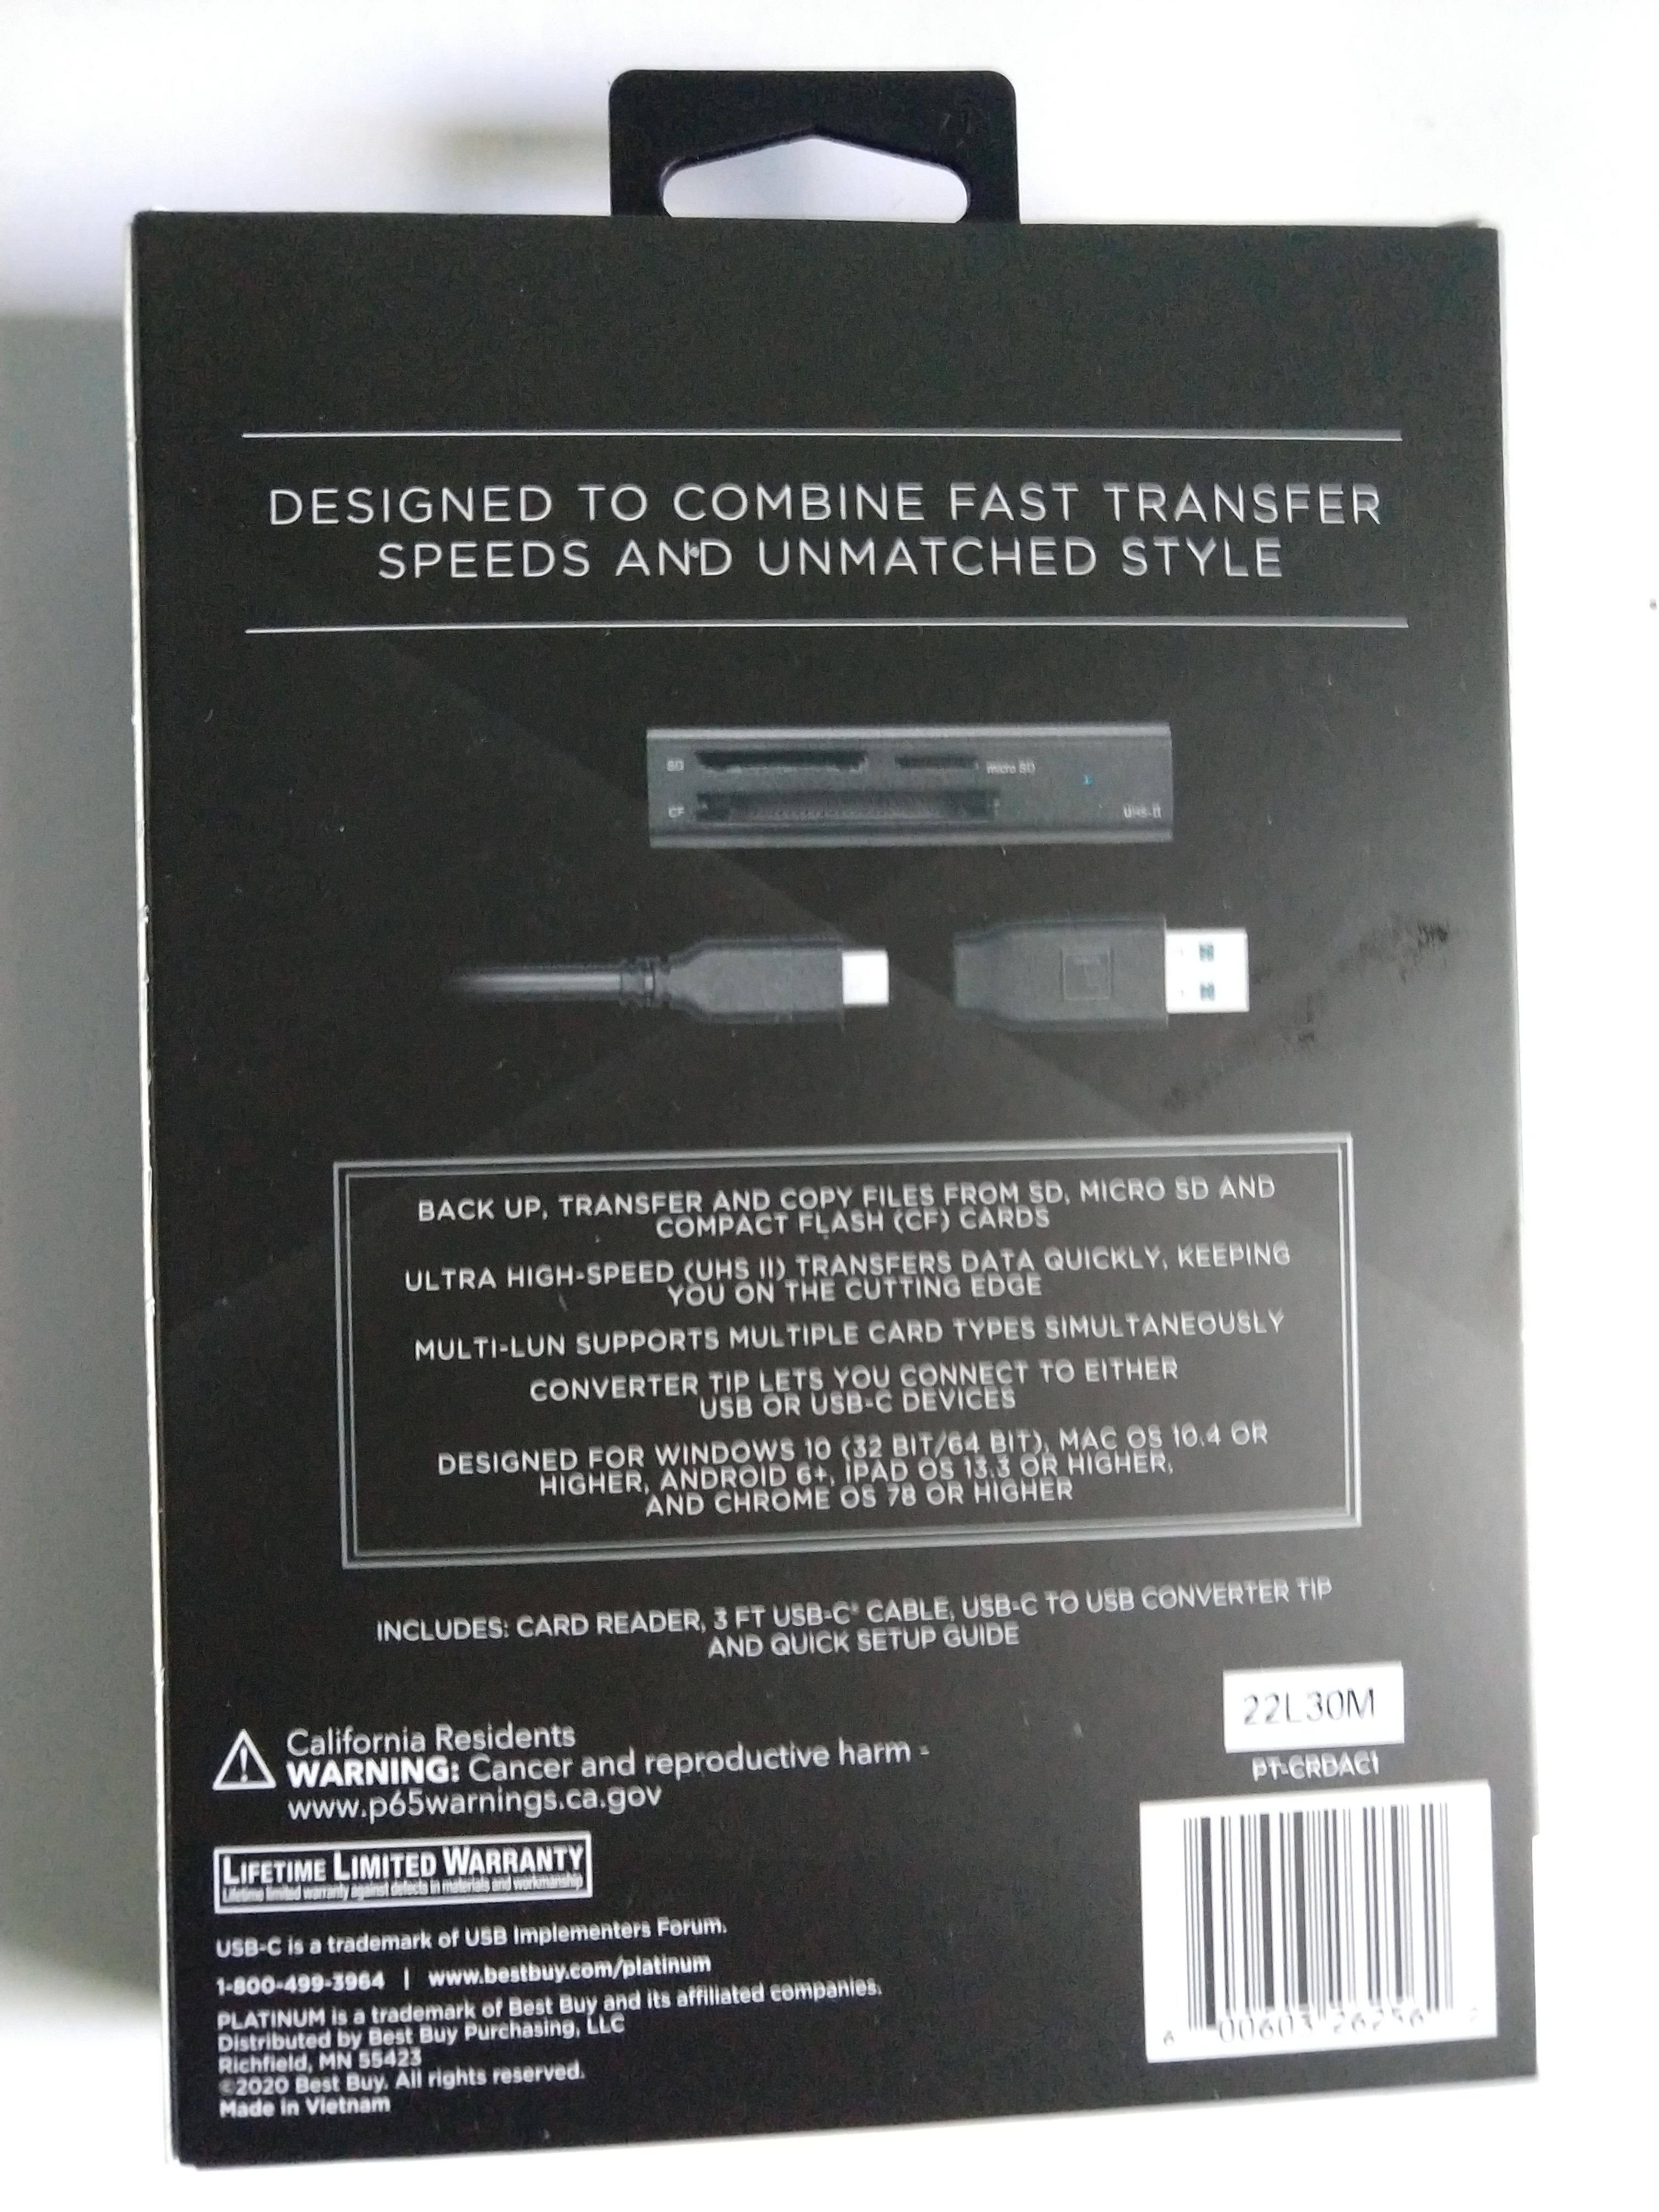 DESIGNED TO COMBINE FAST TRANSFER
SPEEDS AND UNMATCHED STYLE
SD
micro SD
CF
UHS-II
BACK UP, TRANSFER AND COPY FILES FROM SD, MICRO SD AND
COMPACT FLASH (CF) CARDS
ULTRA HIGH-SPEED (UHS II) TRANSFERS DATA QUICKLY, KEEPING
YOU ON THE CUTTING EDGE
MULTI-LUN SUPPORTS MULTIPLE CARD TYPES SIMULTANEOUSLY
CONVERTER TIP LETS YOU CONNECT TO EITHER
USB OR USB-C DEVICES
DESIGNED FOR WINDOWS 10 (32 BIT/64 BIT), MAC OS 10.4 OR
HIGHER, ANDROID 6+, IPAD OS 13.3 OR HIGHER,
AND CHROME OS 78 OR HIGHER
INCLUDES: CARD READER, 3 FT USB-C® CABLE, USB-C TO USB CONVERTER TIP
AND QUICK SETUP GUIDE
22L30M
PT-CRDAC1
California Residents
WARNING: Cancer and reproductive harm -
www.p65warnings.ca.gov
LIFETIME LIMITED WARRANTY
Lifetime limited warranty against defects in materials and workmanship
USB-C is a trademark of USB Implementers Forum.
1-800-499-3964 | www.bestbuy.com/platinum
PLATINUM is a trademark of Best Buy and its affiliated companies.
Distributed by Best Buy Purchasing, LLC
Richfield, MN 55423
©2020 Best Buy. All rights reserved.
Made in Vietnam
6 00603 26256 2